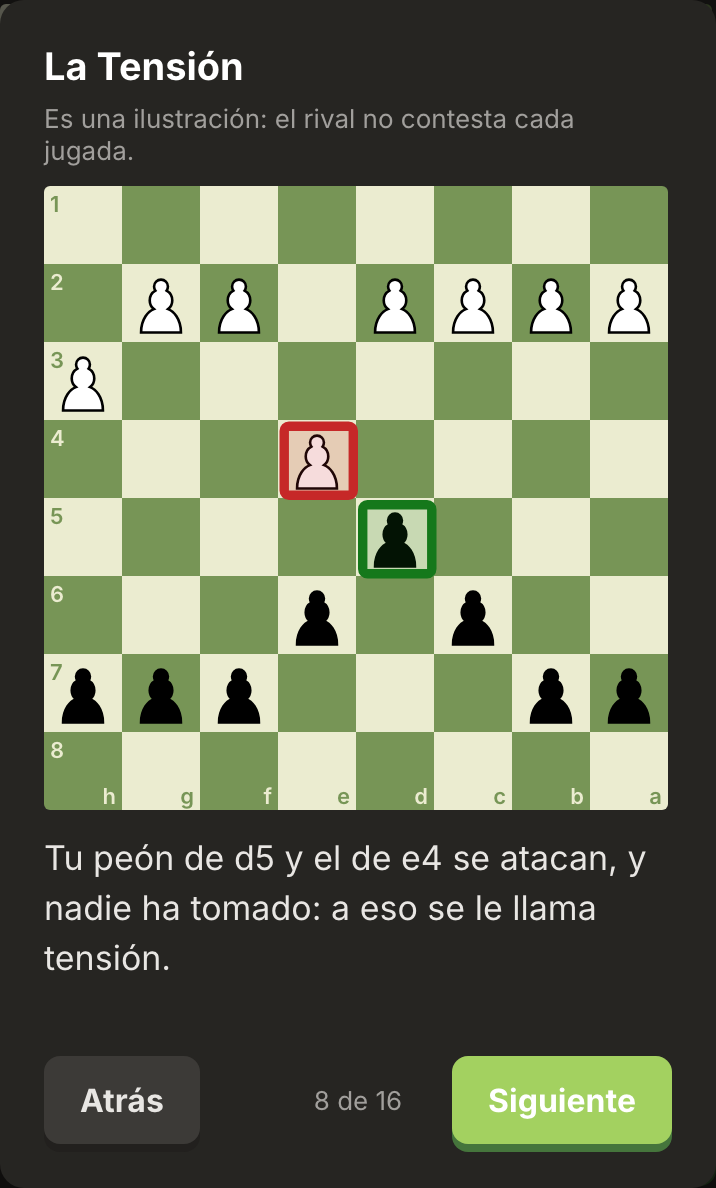 La Tensión
Es una ilustración: el rival no contesta cada
jugada.
1
2
3
4
5
6
7
8
h g f e d c b a
Tu peón de d5 y el de e4 se atacan, y
nadie ha tomado: a eso se le llama
tensión.
Atrás 8 de 16 Siguiente